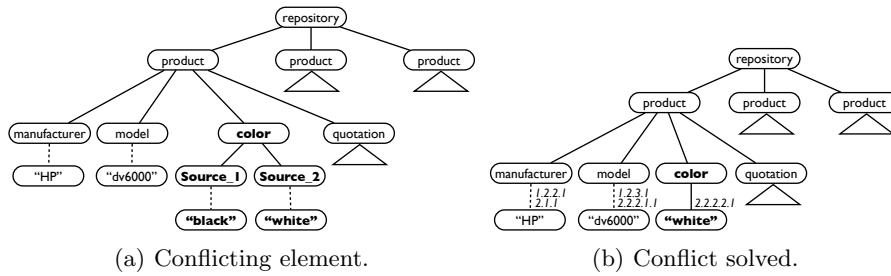 repository
product product product
manufacturer model color quotation
"HP" "dv6000" Source_1 Source_2
"black" "white"
(a) Conflicting element.
repository
product product product
manufacturer model color quotation
1.2.2.1 1.2.3.1
2.1.1 2.2.2.1.1 2.2.2.2.1
"HP" "dv6000" "white"
(b) Conflict solved.